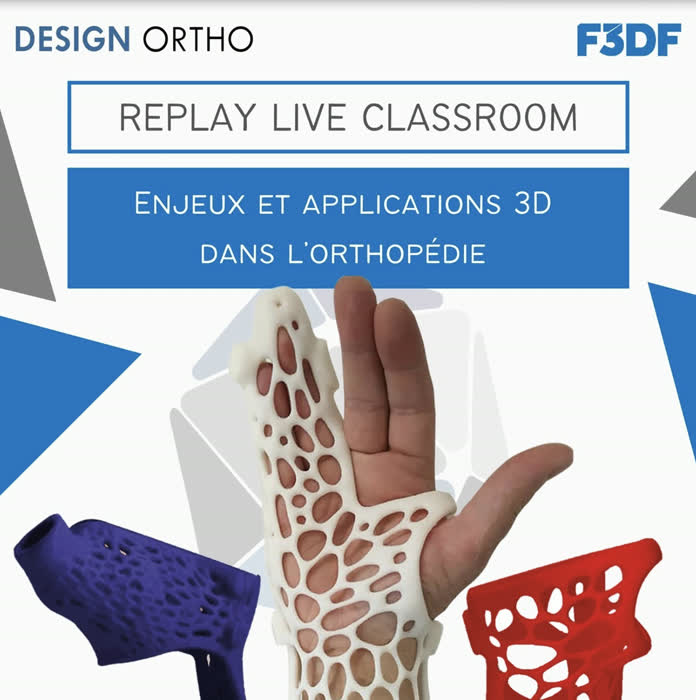 DESIGN ORTHO
F3DF
REPLAY LIVE CLASSROOM
ENJEUX ET APPLICATIONS 3D
DANS L'ORTHOPÉDIE